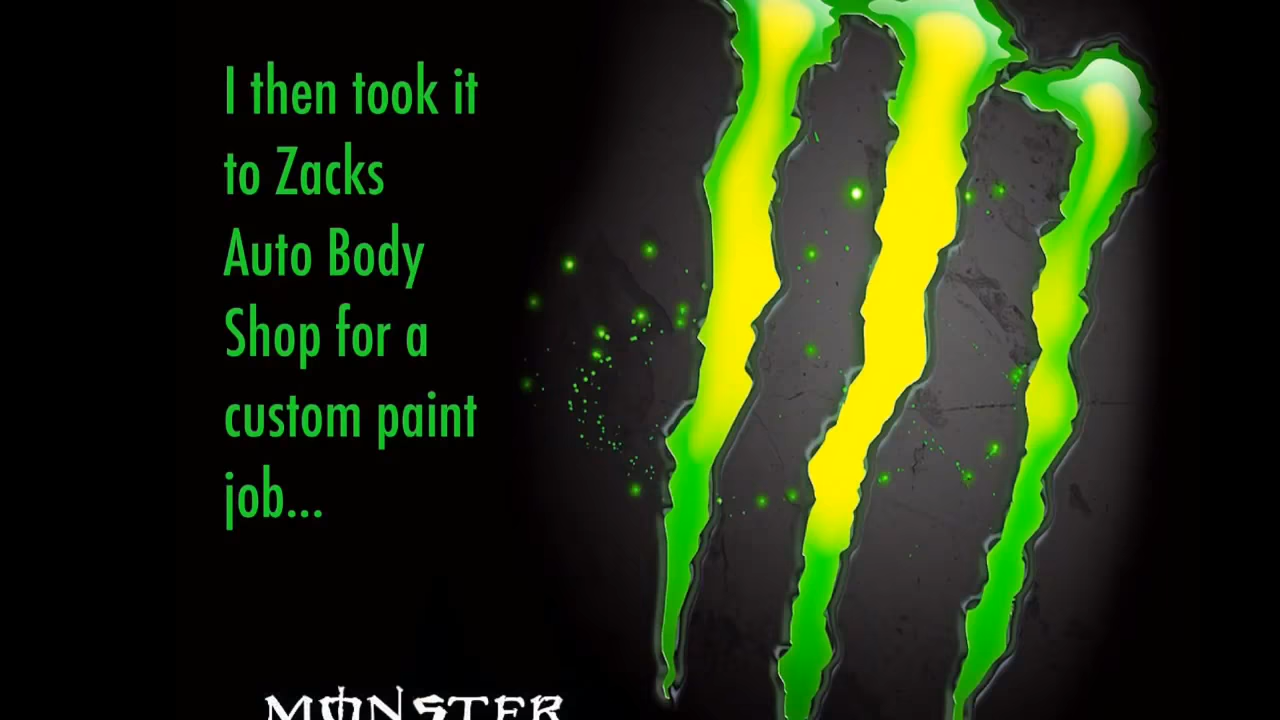 I then took it
to Zacks
Auto Body
Shop for a
custom paint
job...
MONSTER